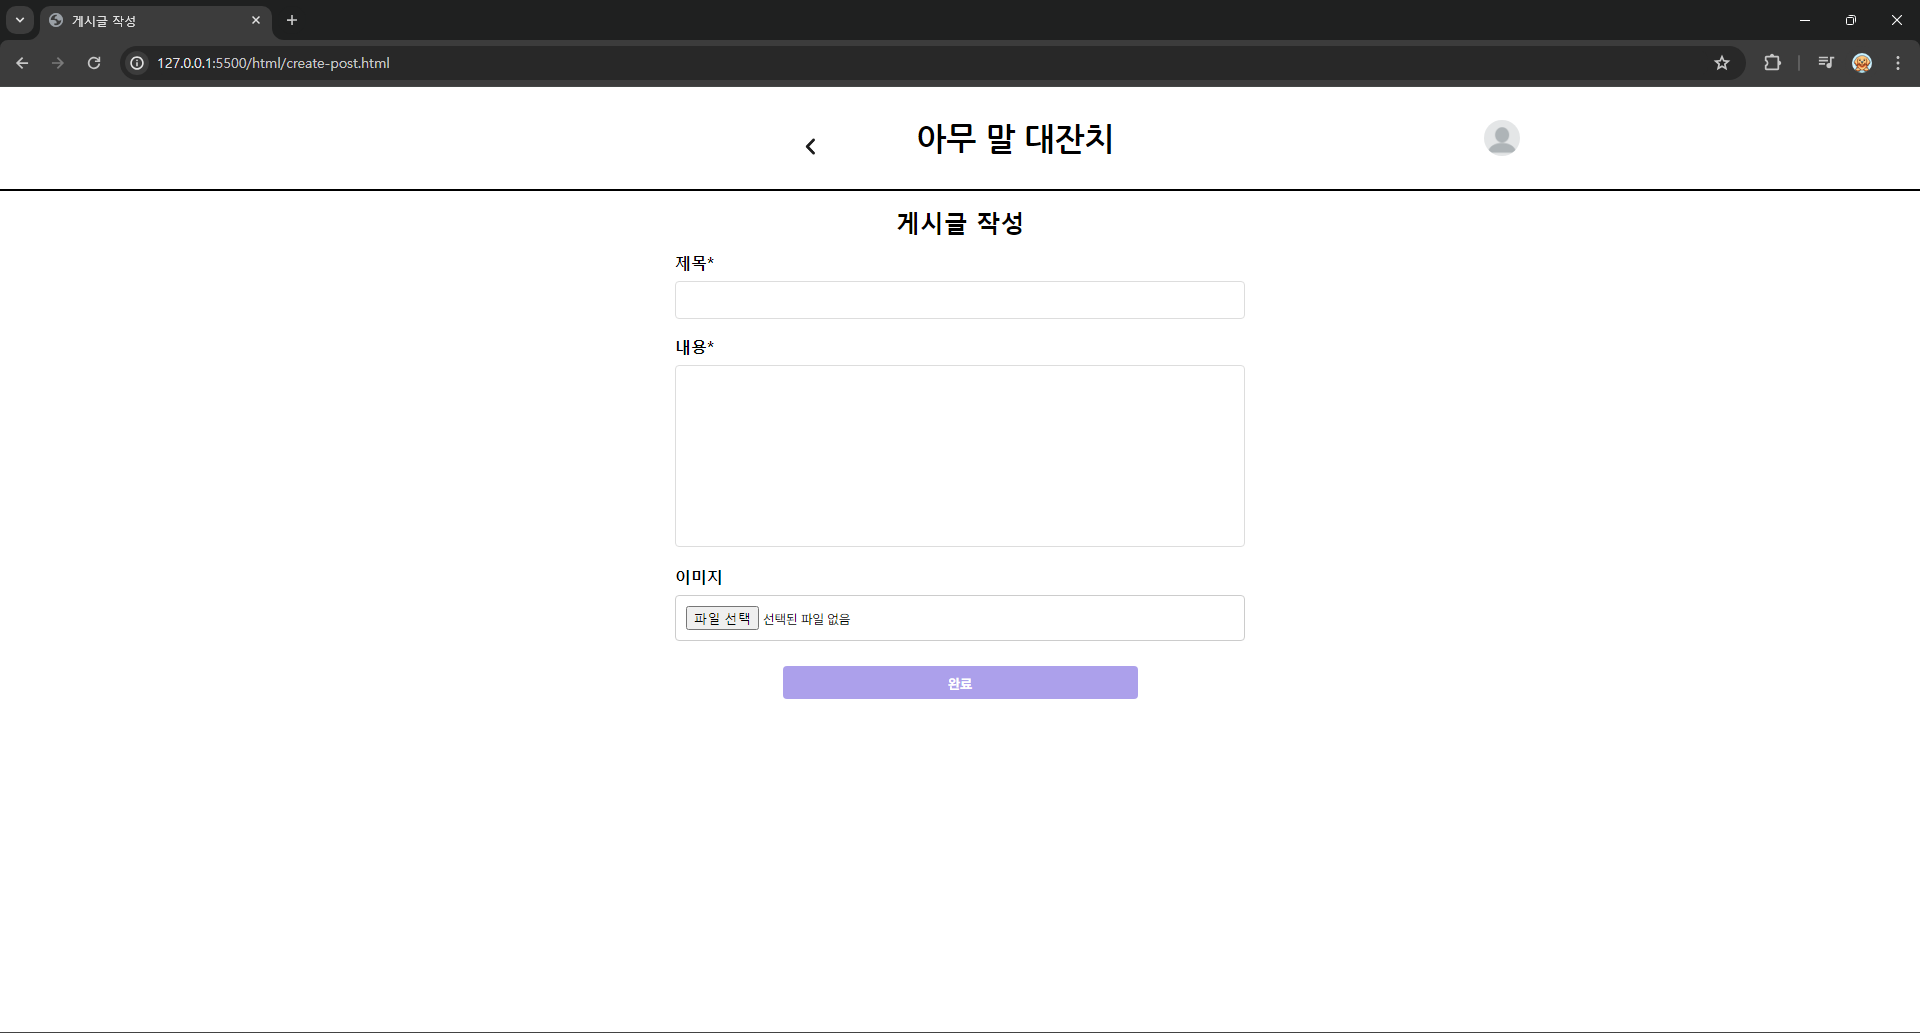 게시글 작성
127.0.0.1:5500/html/create-post.html
아무 말 대잔치
게시글 작성
제목*
내용*
이미지
파일 선택 선택된 파일 없음
완료